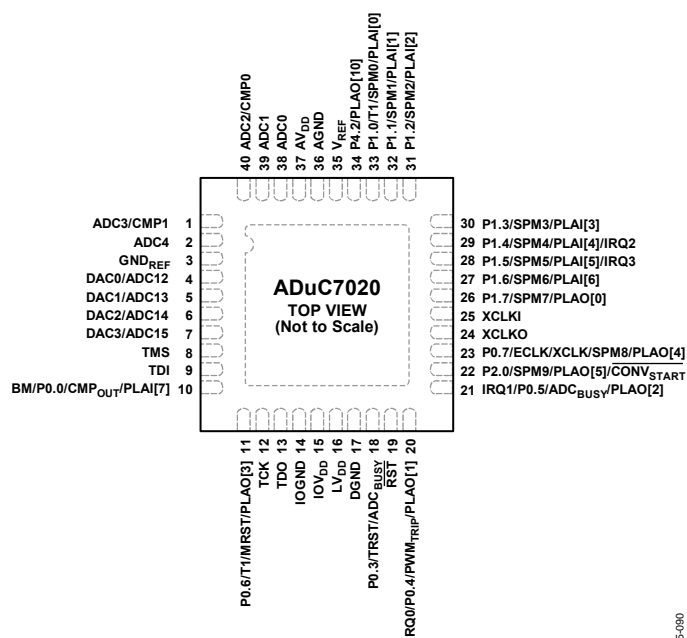 40 ADC2/CMP0
39 ADC1
38 ADC0
37 AVDD
36 AGND
35 VREF
34 P4.2/PLAO[10]
33 P1.0/T1/SPM0/PLAI[0]
32 P1.1/SPM1/PLAI[1]
31 P1.2/SPM2/PLAI[2]
ADC3/CMP1 1
ADC4 2
GNDREF 3
DAC0/ADC12 4
DAC1/ADC13 5
DAC2/ADC14 6
DAC3/ADC15 7
TMS 8
TDI 9
BM/P0.0/CMPOUT/PLAI[7] 10
ADuC7020
TOP VIEW
(Not to Scale)
30 P1.3/SPM3/PLAI[3]
29 P1.4/SPM4/PLAI[4]/IRQ2
28 P1.5/SPM5/PLAI[5]/IRQ3
27 P1.6/SPM6/PLAI[6]
26 P1.7/SPM7/PLAO[0]
25 XCLKI
24 XCLKO
23 P0.7/ECLK/XCLK/SPM8/PLAO[4]
22 P2.0/SPM9/PLAO[5]/CONVSTART
21 IRQ1/P0.5/ADCBUSY/PLAO[2]
P0.6/T1/MRST/PLAO[3] 11
TCK 12
TDO 13
IOGND 14
IOVDD 15
LVDD 16
DGND 17
P0.3/TRST/ADCBUSY 18
RST 19
RQ0/P0.4/PWMTRIP/PLAO[1] 20
-090